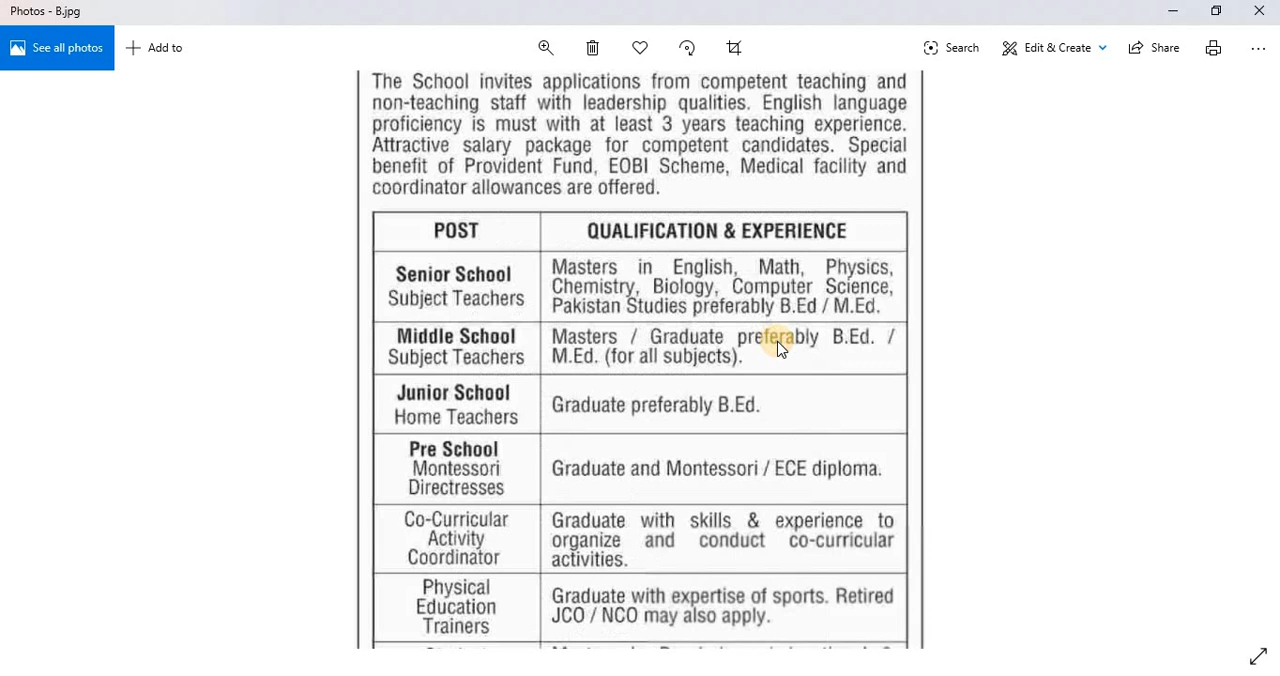 Photos - B.jpg
See all photos
Add to
Search
Edit & Create
Share
The School invites applications from competent teaching and
non-teaching staff with leadership qualities. English language
proficiency is must with at least 3 years teaching experience.
Attractive salary package for competent candidates. Special
benefit of Provident Fund, EOBI Scheme, Medical facility and
coordinator allowances are offered.
POST
QUALIFICATION & EXPERIENCE
Senior School
Subject Teachers
Masters in English, Math, Physics,
Chemistry, Biology, Computer Science,
Pakistan Studies preferably B.Ed / M.Ed.
Middle School
Subject Teachers
Masters / Graduate preferably B.Ed. /
M.Ed. (for all subjects).
Junior School
Home Teachers
Graduate preferably B.Ed.
Pre School
Montessori
Directresses
Graduate and Montessori / ECE diploma.
Co-Curricular
Activity
Coordinator
Graduate with skills & experience to
organize and conduct co-curricular
activities.
Physical
Education
Trainers
Graduate with expertise of sports. Retired
JCO / NCO may also apply.